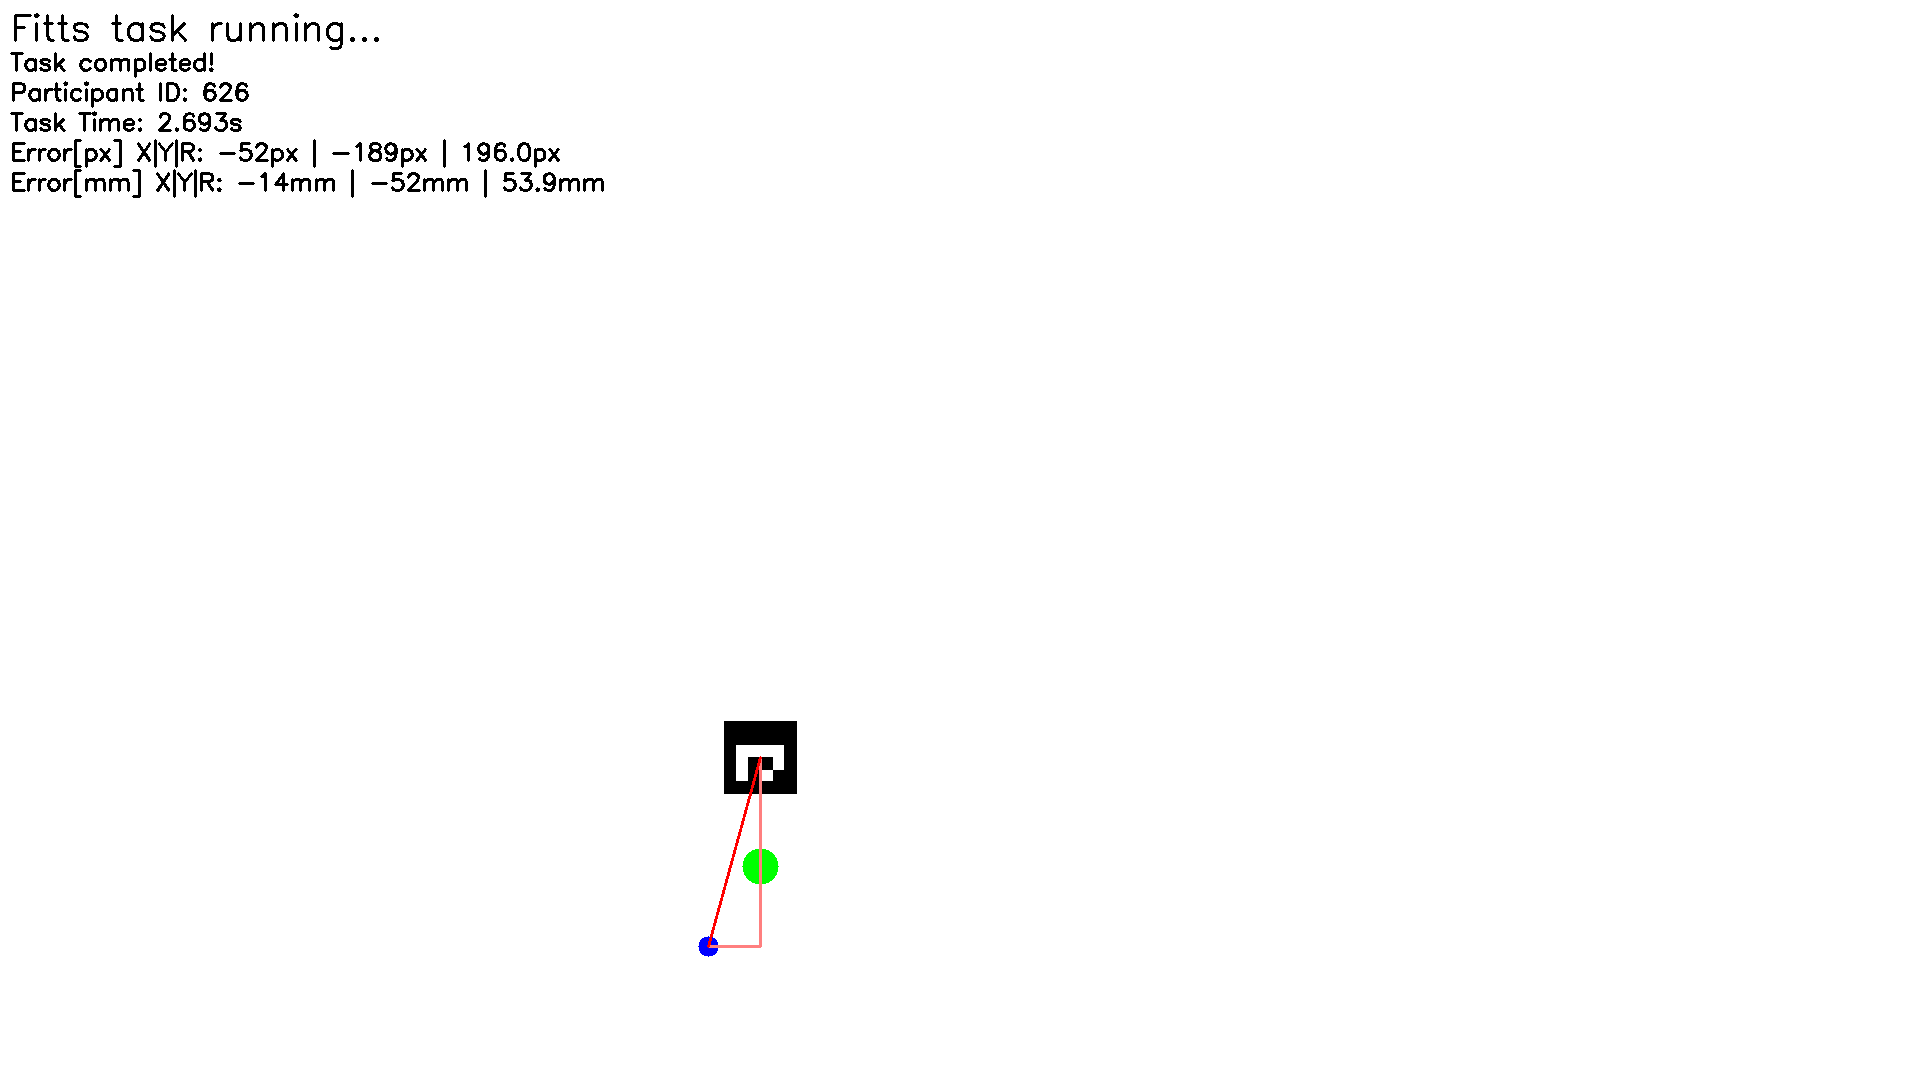 Fitts task running...
Task completed!
Participant ID: 626
Task Time: 2.693s
Error[px] X|Y|R: -52px | -189px | 196.0px
Error[mm] X|Y|R: -14mm | -52mm | 53.9mm